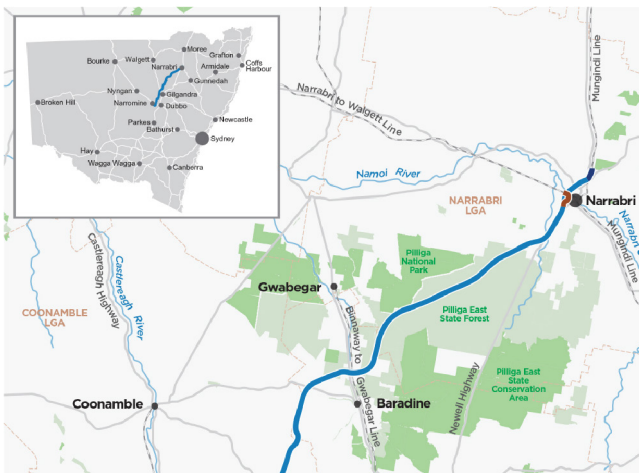 Moree
Bourke
Walgett
Narrabri
Grafton
Armidale
Coffs
Harbour
Gunnedah
Nyngan
Gilgandra
Broken Hill
Narromine
Dubbo
Parkes
Bathurst
Newcastle
Sydney
Hay
Wagga Wagga
Canberra
Mungindi Line
Narrabri to Walgett Line
Namoi River
NARRABRI
LGA
Narrabri
Mungindi Line
Castlereagh Highway
Castlereagh
River
COONAMBLE
LGA
Pilliga
National
Park
Gwabegar
Pilliga East
State Forest
Binnaway to
Gwabegar Line
Pilliga East
State
Conservation
Area
Newell Highway
Coonamble
Baradine